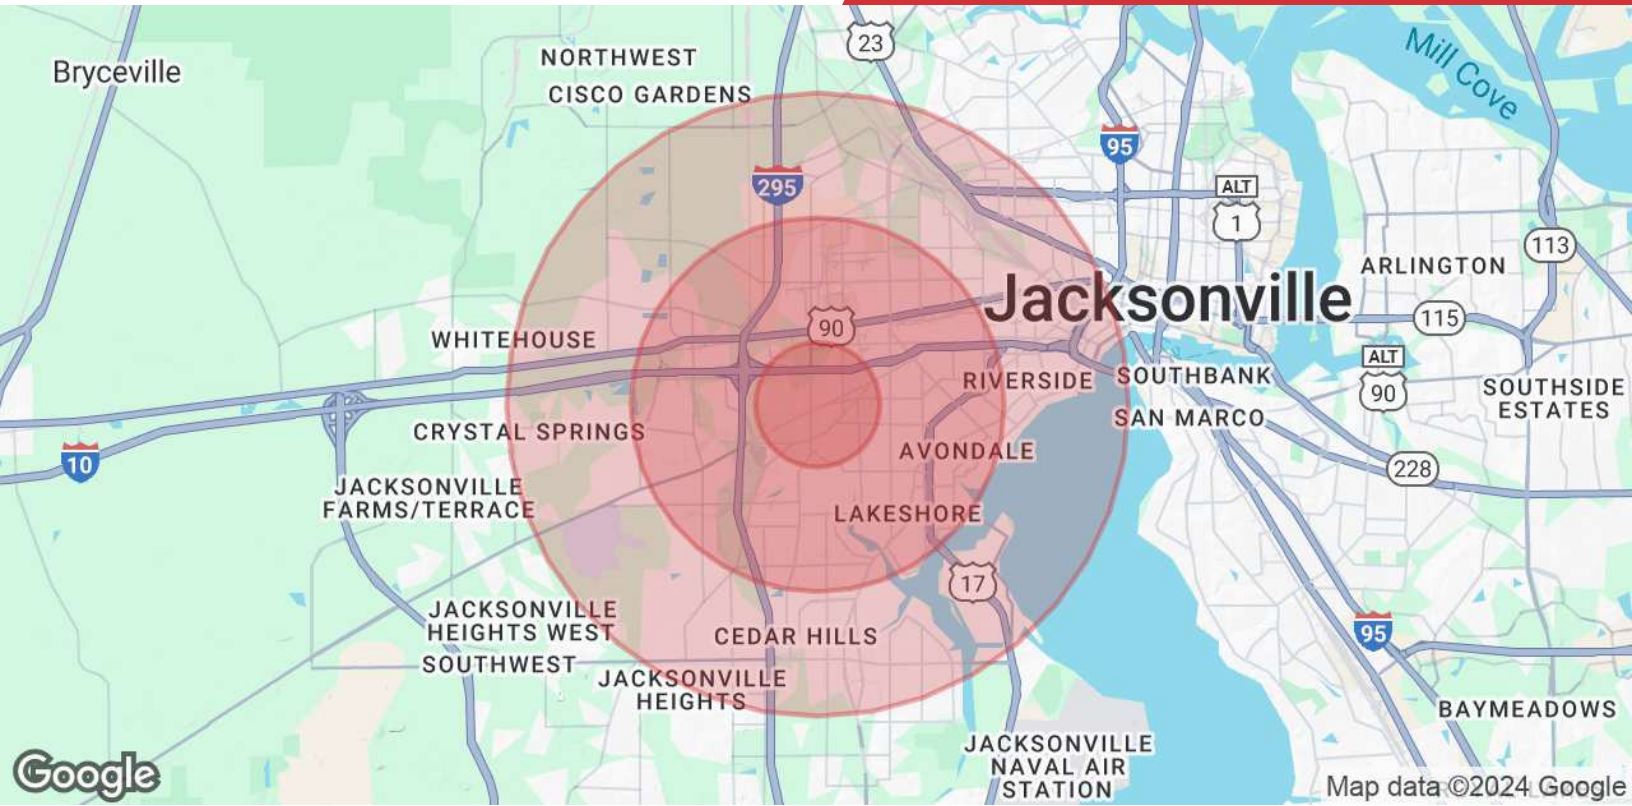 23
Mill Cove
NORTHWEST
Bryceville
CISCO GARDENS
95
295
ALT
1
113
ARLINGTON
Jacksonville
115
90
WHITEHOUSE
ALT
90
RIVERSIDE
SOUTHBANK
SOUTHSIDE
ESTATES
SAN MARCO
CRYSTAL SPRINGS
AVONDALE
10
228
JACKSONVILLE
FARMS/TERRACE
LAKESHORE
17
JACKSONVILLE
HEIGHTS WEST
CEDAR HILLS
95
SOUTHWEST
JACKSONVILLE
HEIGHTS
BAYMEADOWS
JACKSONVILLE
NAVAL AIR
STATION
Google
Map data ©2024 Google